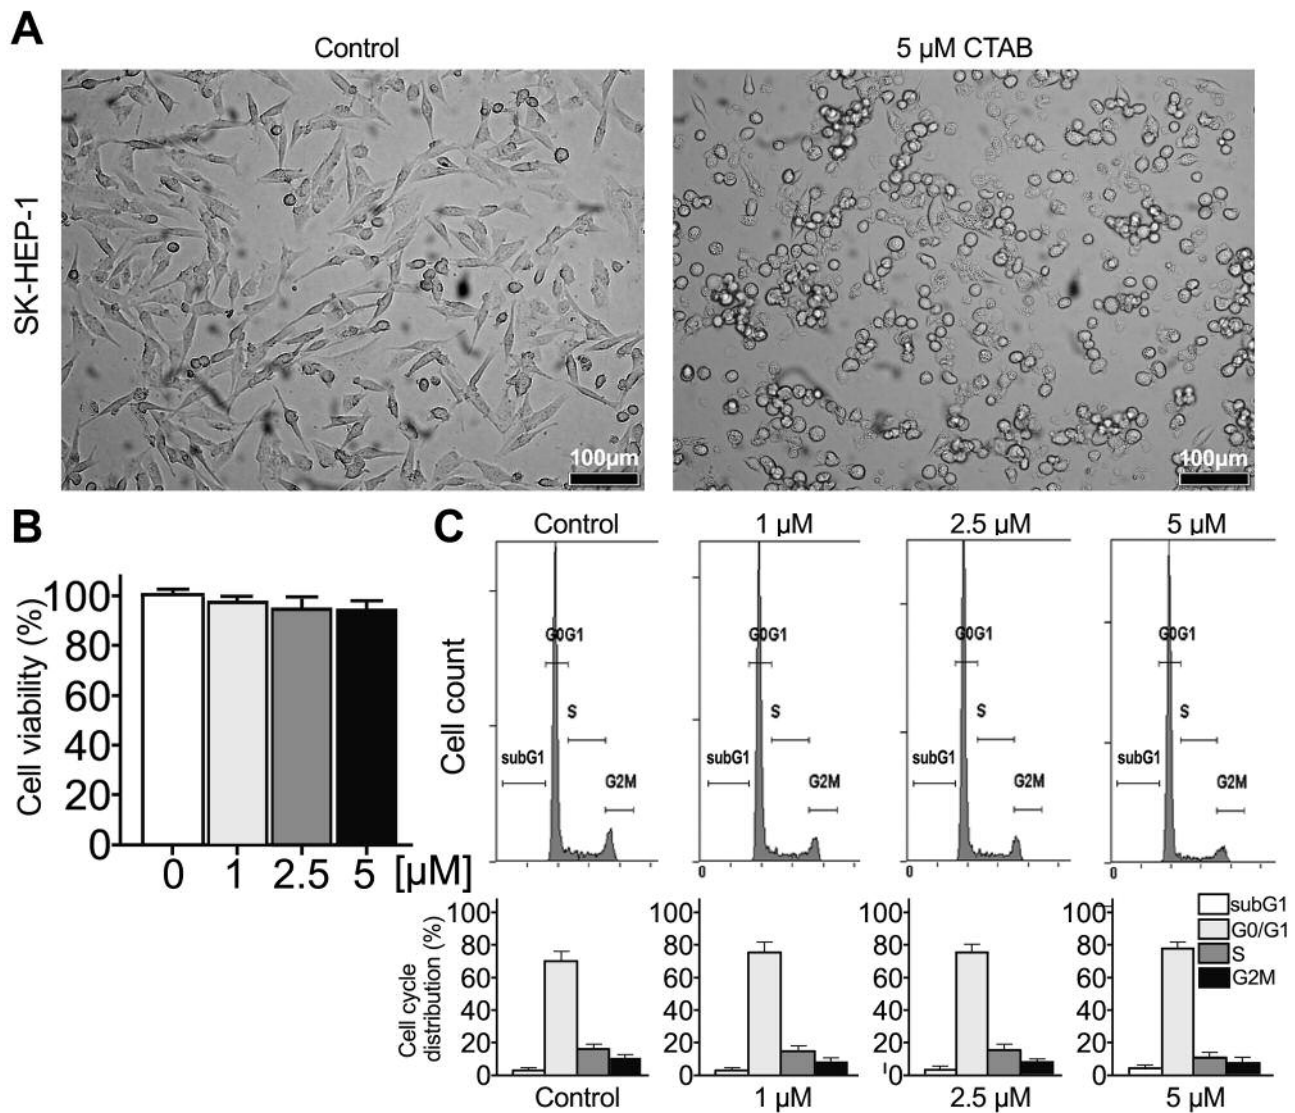 A
Control
5 µM CTAB
SK-HEP-1
100µm
100µm
B
Cell viability (%)
100
80
60
40
20
0
0 1 2.5 5 [µM]
C
Control 1 µM 2.5 µM 5 µM
Cell count
G0G1
S
subG1
G2M
G0G1
S
subG1
G2M
0
G0G1
S
subG1
G2M
0
G0G1
S
subG1
G2M
0
Cell cycle
distribution (%)
100
80
60
40
20
0
Control
100
80
60
40
20
0
1 µM
100
80
60
40
20
0
2.5 µM
100
80
60
40
20
0
5 µM
subG1
G0/G1
S
G2M